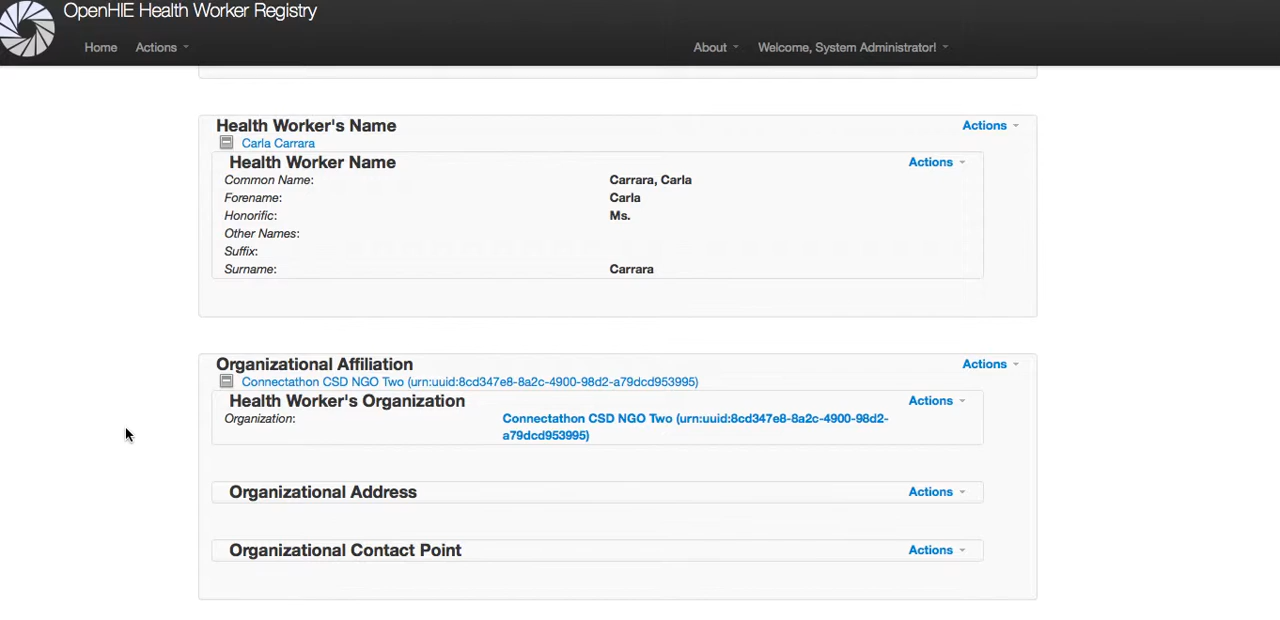 OpenHIE Health Worker Registry
Home Actions About Welcome, System Administrator!
Health Worker's Name Actions
Carla Carrara
Health Worker Name Actions
Common Name: Carrara, Carla
Forename: Carla
Honorific: Ms.
Other Names:
Suffix:
Surname: Carrara
Organizational Affiliation Actions
Connectathon CSD NGO Two (urn:uuid:8cd347e8-8a2c-4900-98d2-a79dcd953995)
Health Worker's Organization Actions
Organization: Connectathon CSD NGO Two (urn:uuid:8cd347e8-8a2c-4900-98d2-
a79dcd953995)
Organizational Address Actions
Organizational Contact Point Actions